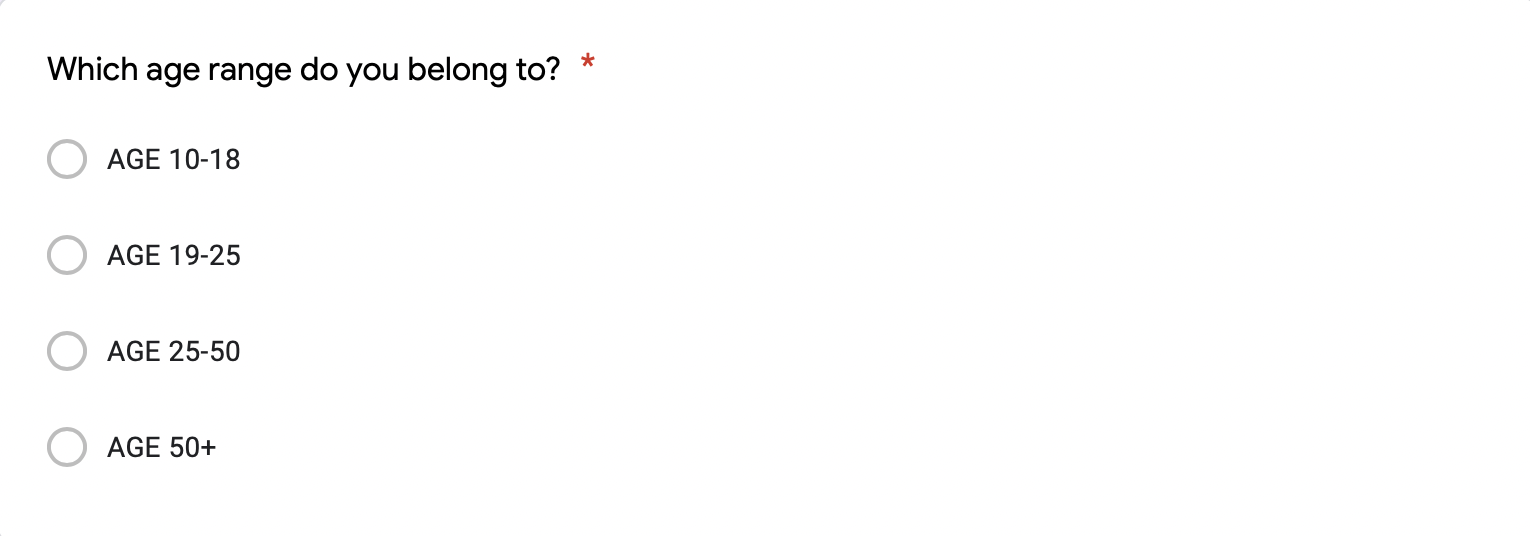 Which age range do you belong to? *
AGE 10-18
AGE 19-25
AGE 25-50
AGE 50+